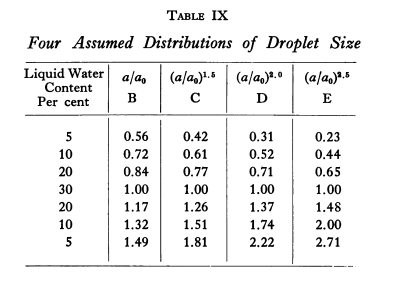 TABLE IX
Four Assumed Distributions of Droplet Size
Liquid Water Content Per cent | a/a₀ B | (a/a₀)¹·⁵ C | (a/a₀)²·⁰ D | (a/a₀)²·⁵ E
5 0.56 0.42 0.31 0.23
10 0.72 0.61 0.52 0.44
20 0.84 0.77 0.71 0.65
30 1.00 1.00 1.00 1.00
20 1.17 1.26 1.37 1.48
10 1.32 1.51 1.74 2.00
5 1.49 1.81 2.22 2.71